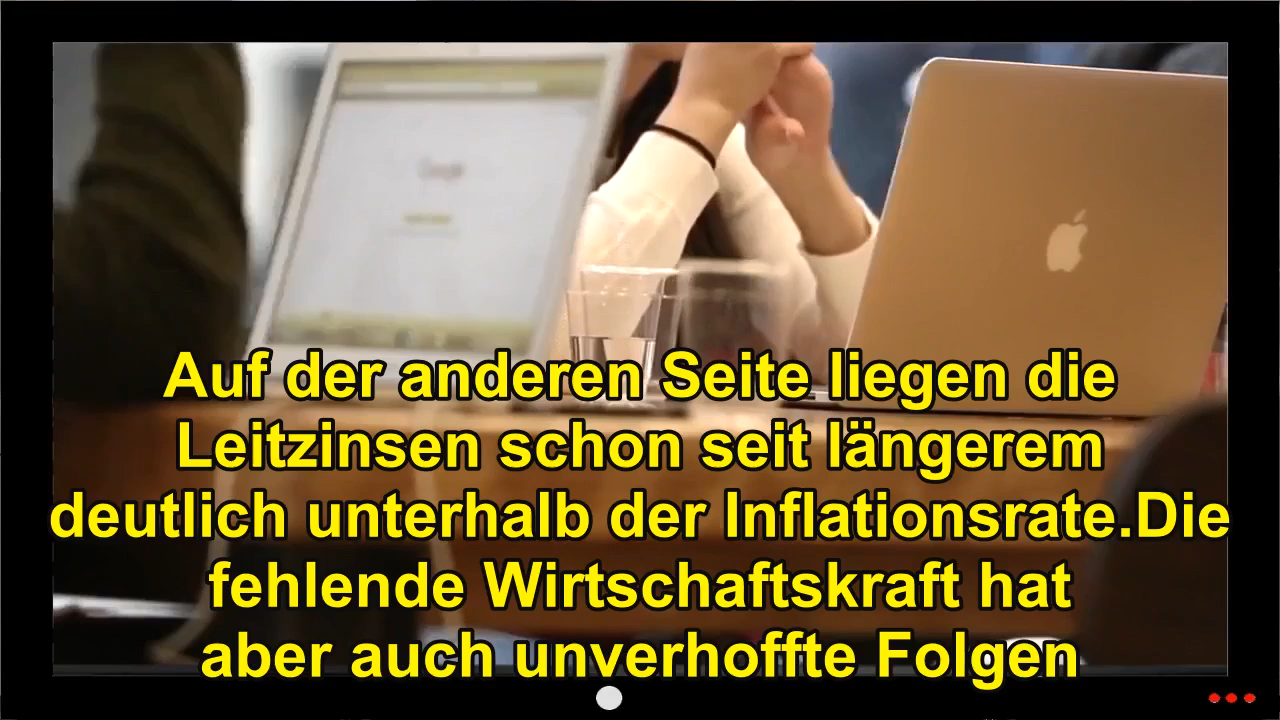 Auf der anderen Seite liegen die
Leitzinsen schon seit längerem
deutlich unterhalb der Inflationsrate.Die
fehlende Wirtschaftskraft hat
aber auch unverhoffte Folgen